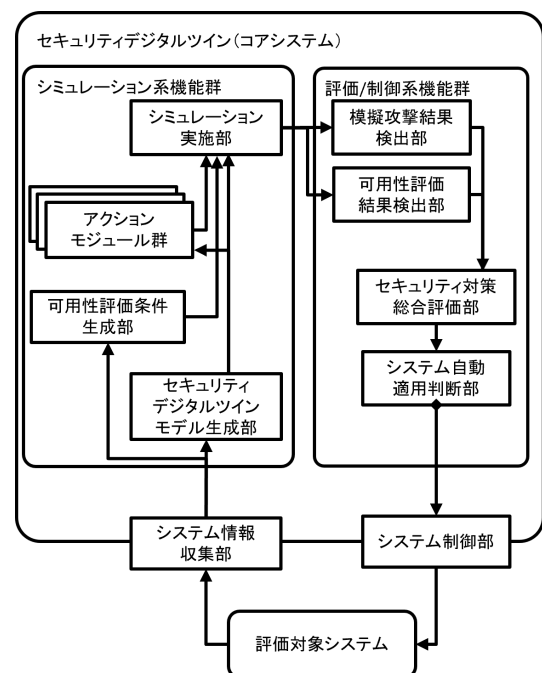 セキュリティデジタルツイン(コアシステム)
シミュレーション系機能群
シミュレーション
実施部
アクション
モジュール群
可用性評価条件
生成部
セキュリティ
デジタルツイン
モデル生成部
評価/制御系機能群
模擬攻撃結果
検出部
可用性評価
結果検出部
セキュリティ対策
総合評価部
システム自動
適用判断部
システム情報
収集部
システム制御部
評価対象システム